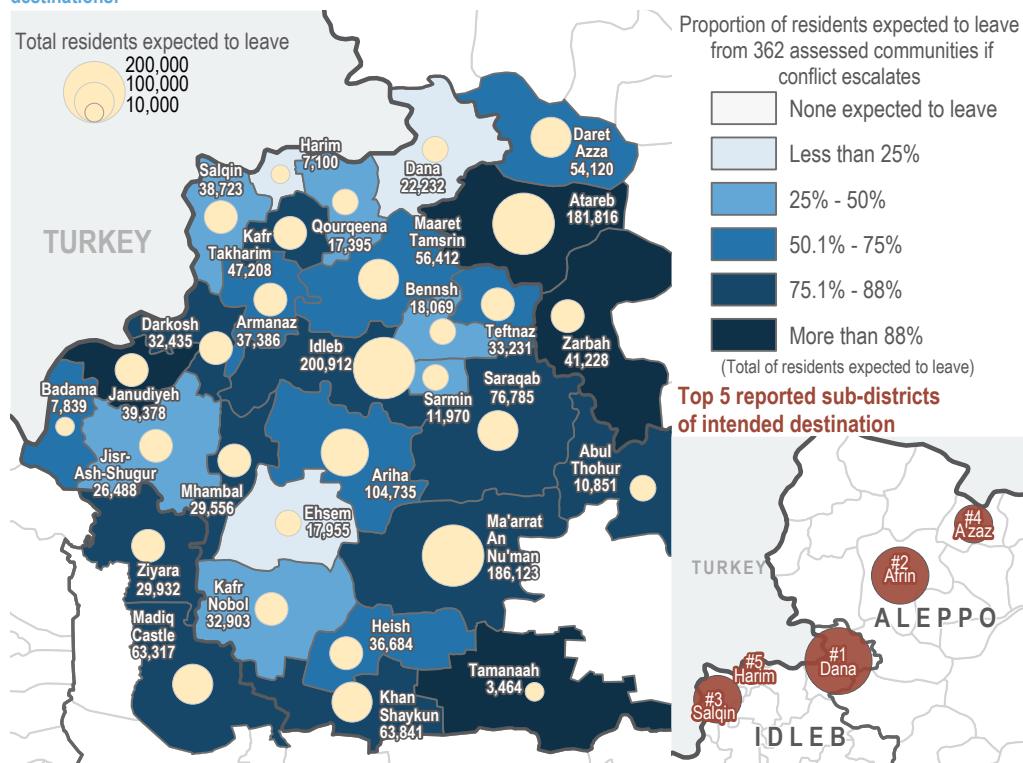 destinations.
Total residents expected to leave
200,000
100,000
10,000
TURKEY
Harim
7,100
Dana
22,232
Daret
Azza
54,120
Salqin
38,723
Atareb
181,816
Kafr
Takharim
47,208
Qourqeena
17,395
Maaret
Tamsrin
56,412
Bennsh
18,069
Teftnaz
33,231
Zarbah
41,228
Darkosh
32,435
Armanaz
37,386
Idleb
200,912
Badama
7,839
Janudiyeh
39,378
Sarmin
11,970
Saraqab
76,785
Jisr-
Ash-Shugur
26,488
Mhambal
29,556
Ariha
104,735
Abul
Thohur
10,851
Ehsem
17,955
Ma'arrat
An
Nu'man
186,123
Ziyara
29,932
Kafr
Nobol
32,903
Madiq
Castle
63,317
Heish
36,684
Tamanaah
3,464
Khan
Shaykun
63,841
Proportion of residents expected to leave
from 362 assessed communities if
conflict escalates
None expected to leave
Less than 25%
25% - 50%
50.1% - 75%
75.1% - 88%
More than 88%
(Total of residents expected to leave)
Top 5 reported sub-districts
of intended destination
#4
A'zaz
TURKEY
#2
Afrin
ALEPPO
#1
Dana
#5
Harim
#3
Salqin
IDLEB